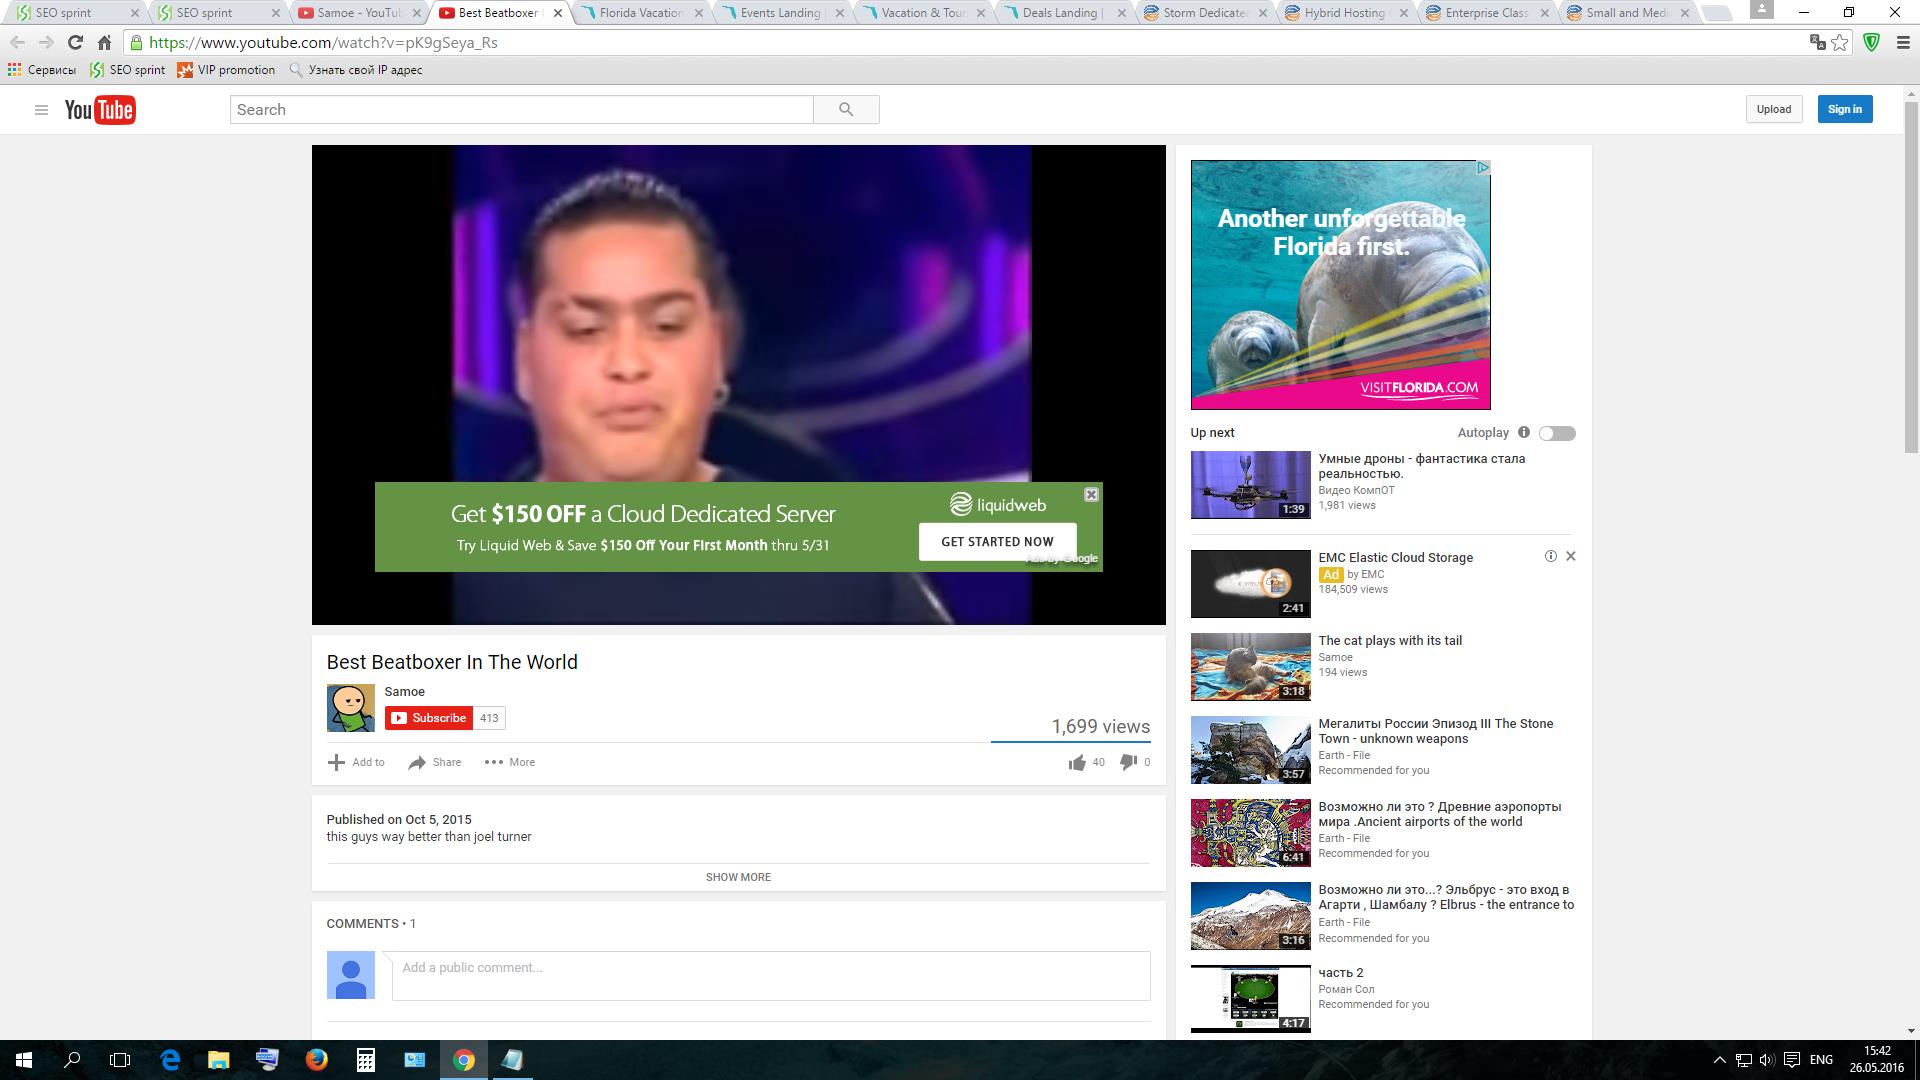 SEO sprint
SEO sprint
Samoe - YouTub
Best Beatboxer
Florida Vacation
Events Landing
Vacation & Tour
Deals Landing |
Storm Dedicated
Hybrid Hosting
Enterprise Class
Small and Medi
https://www.youtube.com/watch?v=pK9gSeya_Rs
Сервисы
SEO sprint
VIP promotion
Узнать свой IP адрес
YouTube
Search
Upload
Sign in
Get $150 OFF a Cloud Dedicated Server
Try Liquid Web & Save $150 Off Your First Month thru 5/31
liquidweb
GET STARTED NOW
Ads by Google
Best Beatboxer In The World
Samoe
Subscribe
413
1,699 views
Add to
Share
More
40
0
Published on Oct 5, 2015
this guys way better than joel turner
SHOW MORE
COMMENTS • 1
Add a public comment...
Another unforgettable
Florida first.
VISITFLORIDA.COM
Up next
Autoplay
1:39
Умные дроны - фантастика стала
реальностью.
Видео КомпОТ
1,981 views
2:41
EMC Elastic Cloud Storage
Ad by EMC
184,509 views
3:18
The cat plays with its tail
Samoe
194 views
3:57
Мегалиты России Эпизод III The Stone
Town - unknown weapons
Earth - File
Recommended for you
6:41
Возможно ли это ? Древние аэропорты
мира .Ancient airports of the world
Earth - File
Recommended for you
3:16
Возможно ли это...? Эльбрус - это вход в
Агарти , Шамбалу ? Elbrus - the entrance to
Earth - File
Recommended for you
4:17
часть 2
Роман Сол
Recommended for you
ENG
15:42
26.05.2016